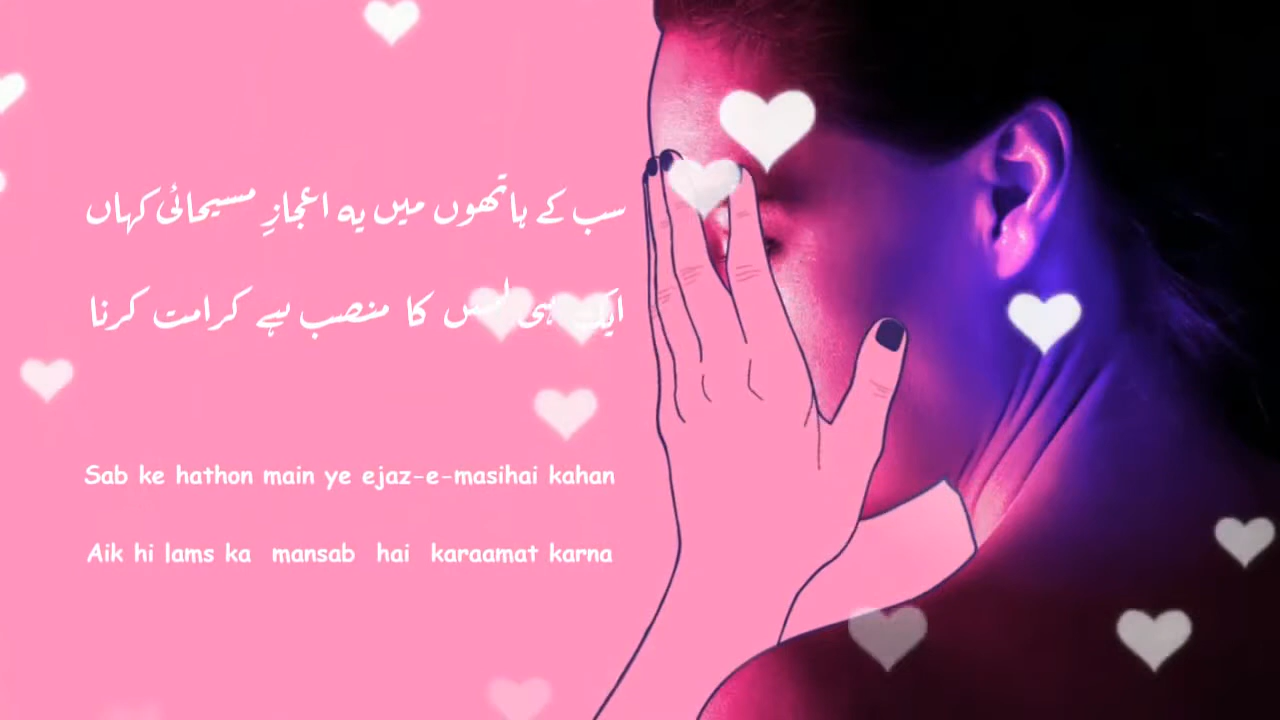 سب کے ہاتھوں میں یہ اعجازِ مسیحائی کہاں
ایک ہی لمس کا منصب ہے کرامت کرنا
Sab ke hathon main ye ejaz-e-masihai kahan
Aik hi lams ka mansab hai karaamat karna